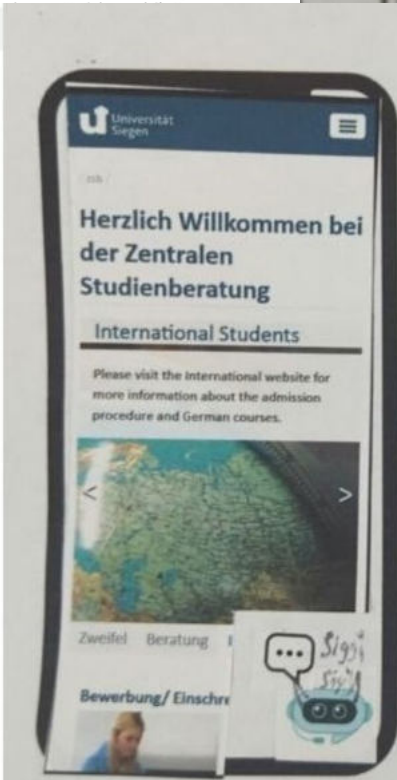 Universität
Siegen
zsb /
Herzlich Willkommen bei
der Zentralen
Studienberatung
International Students
Please visit the International website for
more information about the admission
procedure and German courses.
< >
Zweifel Beratung
Siggi
Bewerbung/ Einschre